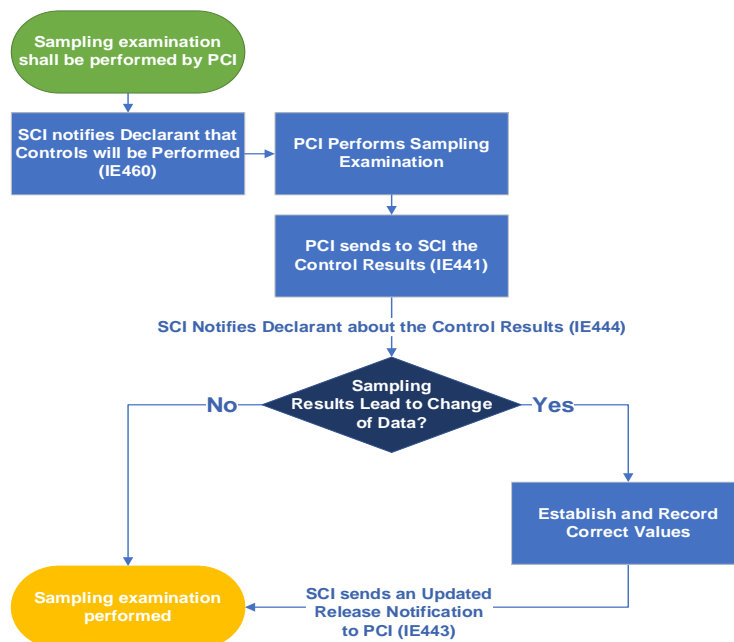 Sampling examination
shall be performed by PCI
SCI notifies Declarant that
Controls will be Performed
(IE460)
PCI Performs Sampling
Examination
PCI sends to SCI the
Control Results (IE441)
SCI Notifies Declarant about the Control Results (IE444)
Sampling
Results Lead to Change
of Data?
No
Yes
Establish and Record
Correct Values
SCI sends an Updated
Release Notification
to PCI (IE443)
Sampling examination
performed